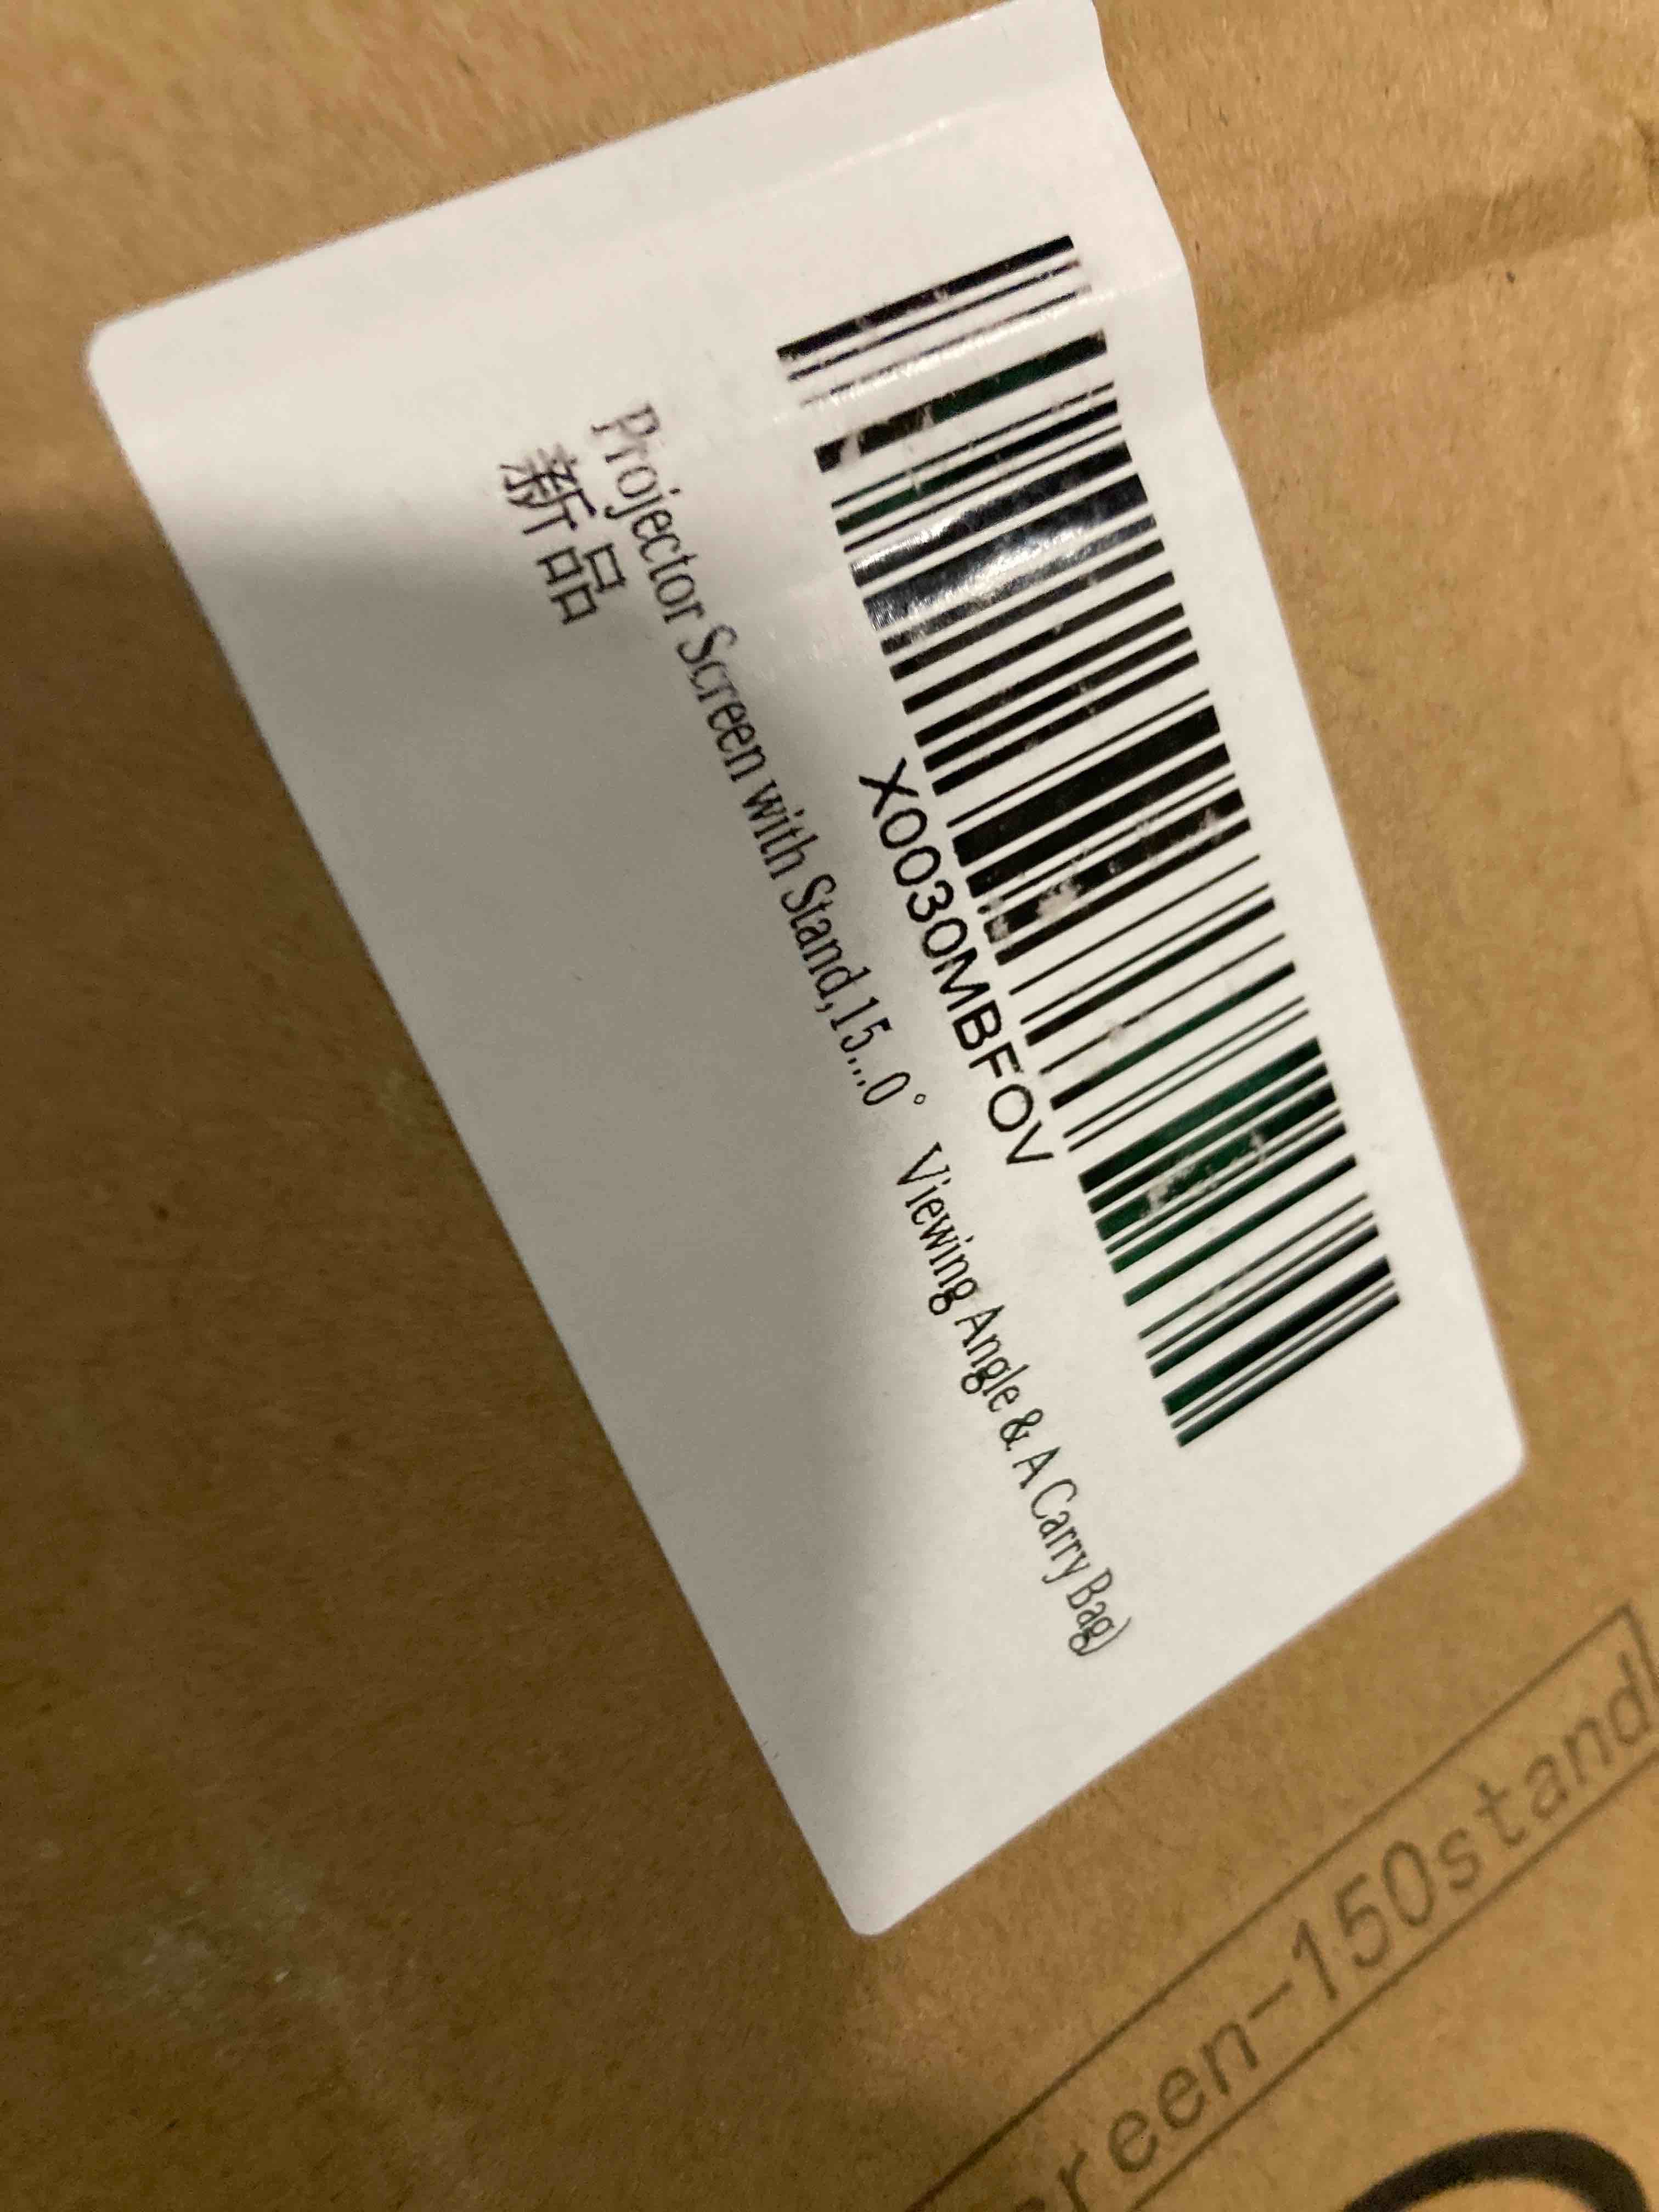 X0030MBFOV
Projector Screen with Stand,15...0° Viewing Angle & A Carry Bag)
新品
reen-150stand